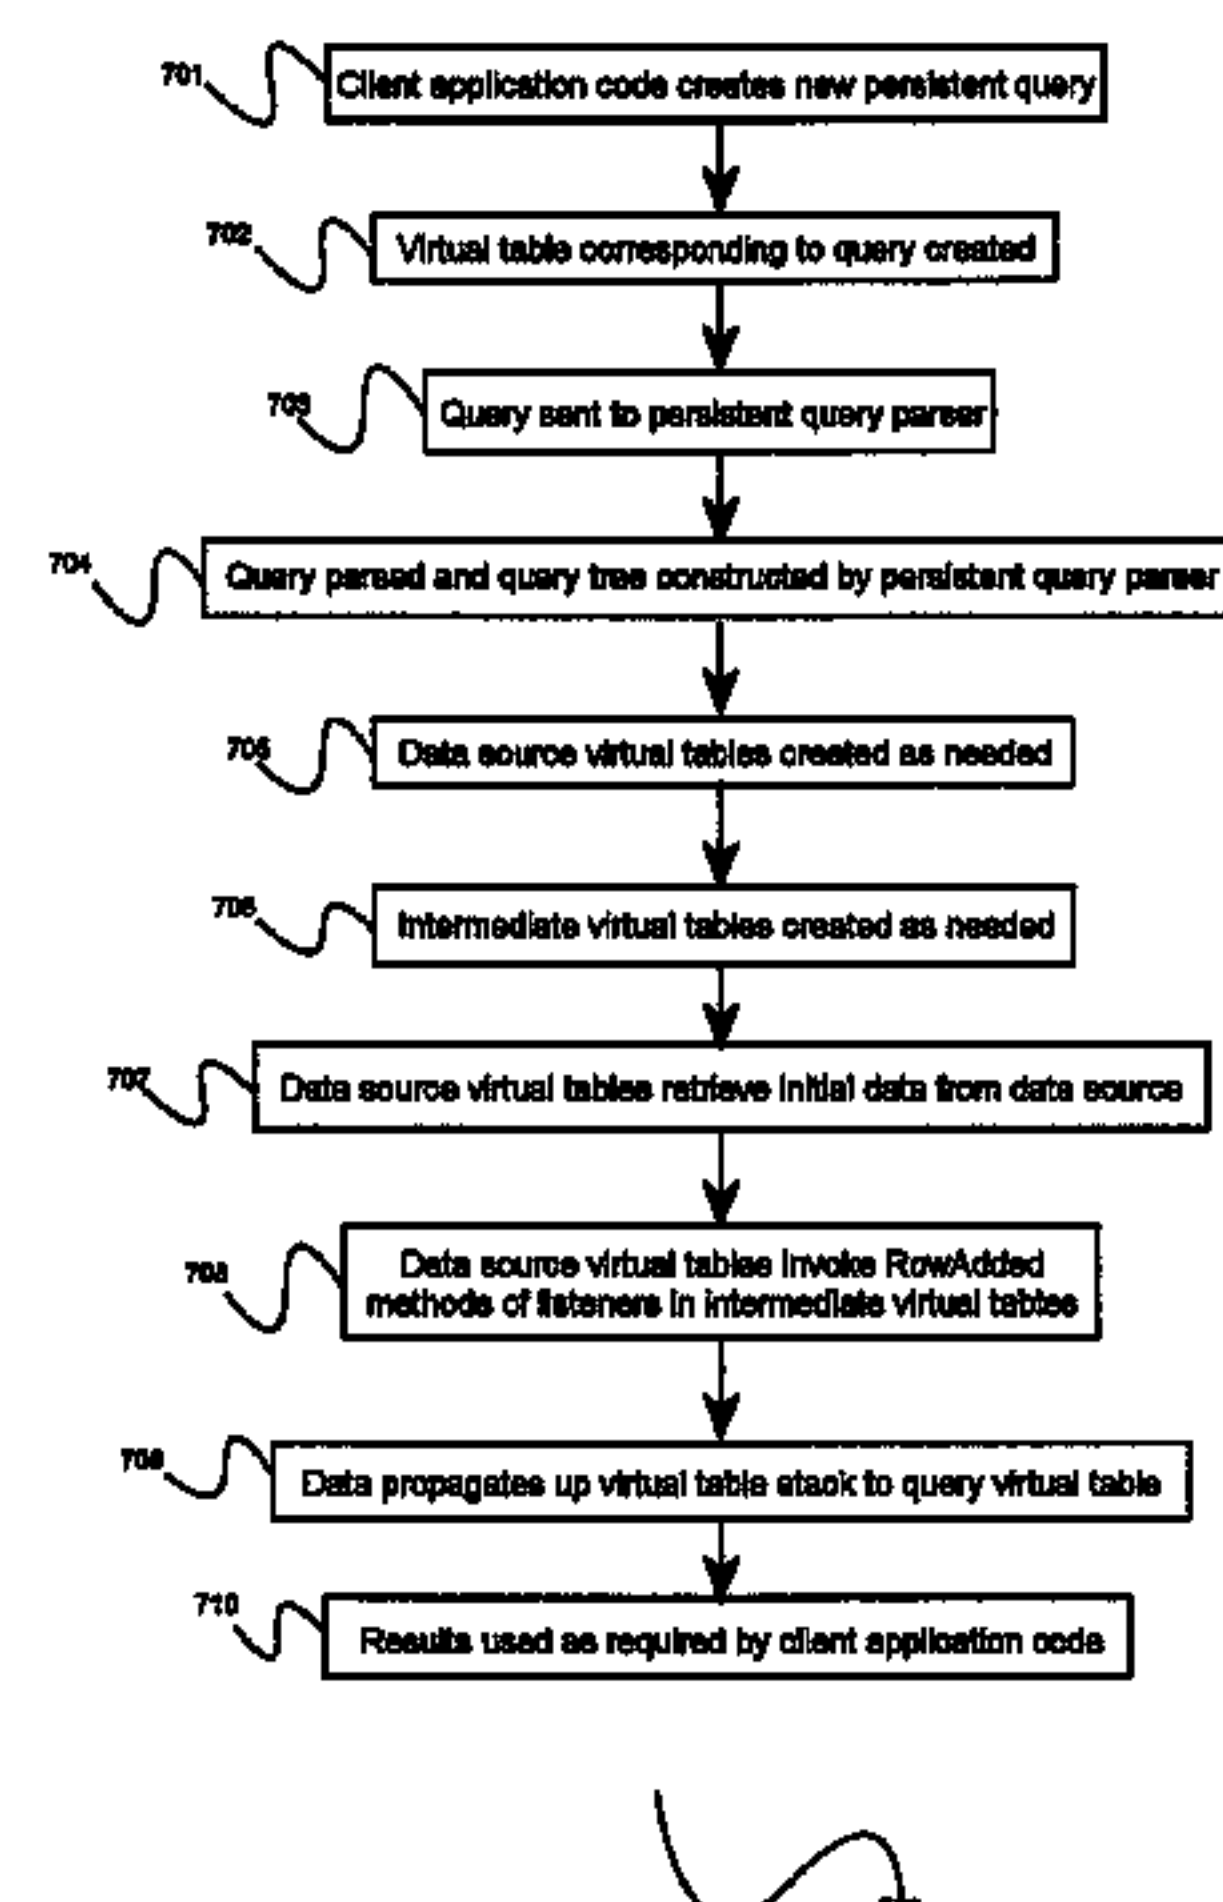 701
Client application code creates new persistent query
702
Virtual table corresponding to query created
703
Query sent to persistent query parser
704
Query parsed and query tree constructed by persistent query parser
705
Data source virtual tables created as needed
706
Intermediate virtual tables created as needed
707
Data source virtual tables retrieve initial data from data source
708
Data source virtual tables invoke RowAdded
methods of listeners in intermediate virtual tables
709
Data propagates up virtual table stack to query virtual table
710
Results used as required by client application code